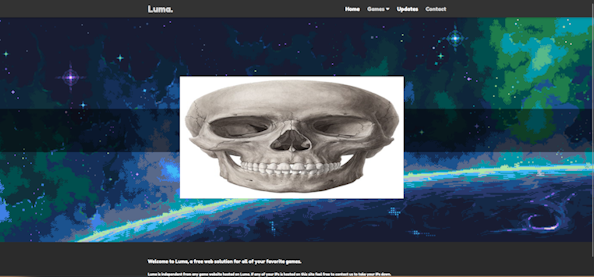 Luma.
Home Games Updates Contact
Welcome to Luma, a free web solution for all of your favorite games.
Luma is independent from any game website hosted on Luma. If any of your IPs is hosted on this site feel free to contact us to take your IPs down.